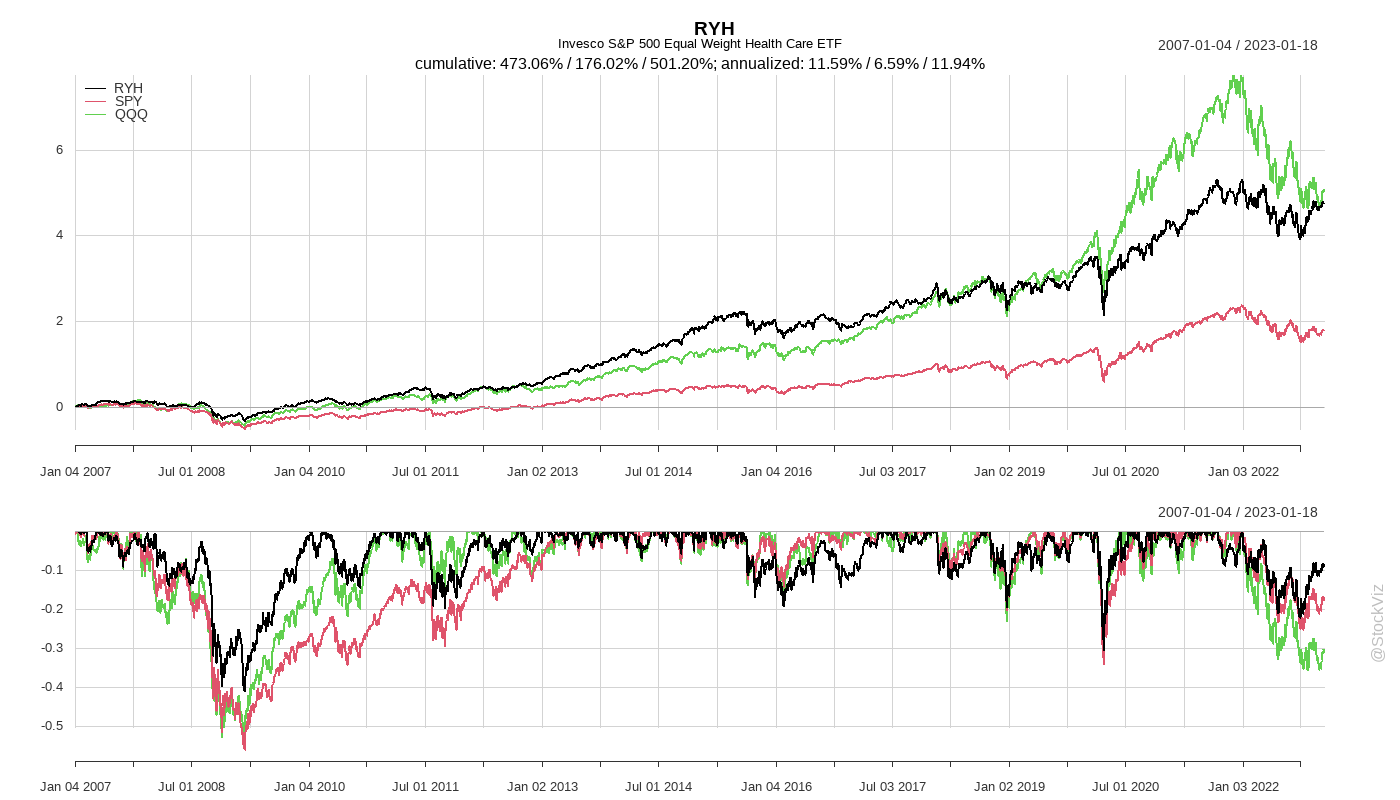 RYH
Invesco S&P 500 Equal Weight Health Care ETF
2007-01-04 / 2023-01-18
cumulative: 473.06% / 176.02% / 501.20%; annualized: 11.59% / 6.59% / 11.94%
RYH
SPY
QQQ
6
4
2
0
Jan 04 2007 Jul 01 2008 Jan 04 2010 Jul 01 2011 Jan 02 2013 Jul 01 2014 Jan 04 2016 Jul 03 2017 Jan 02 2019 Jul 01 2020 Jan 03 2022
2007-01-04 / 2023-01-18
-0.1
-0.2
-0.3
-0.4
-0.5
Jan 04 2007 Jul 01 2008 Jan 04 2010 Jul 01 2011 Jan 02 2013 Jul 01 2014 Jan 04 2016 Jul 03 2017 Jan 02 2019 Jul 01 2020 Jan 03 2022
@StockViz